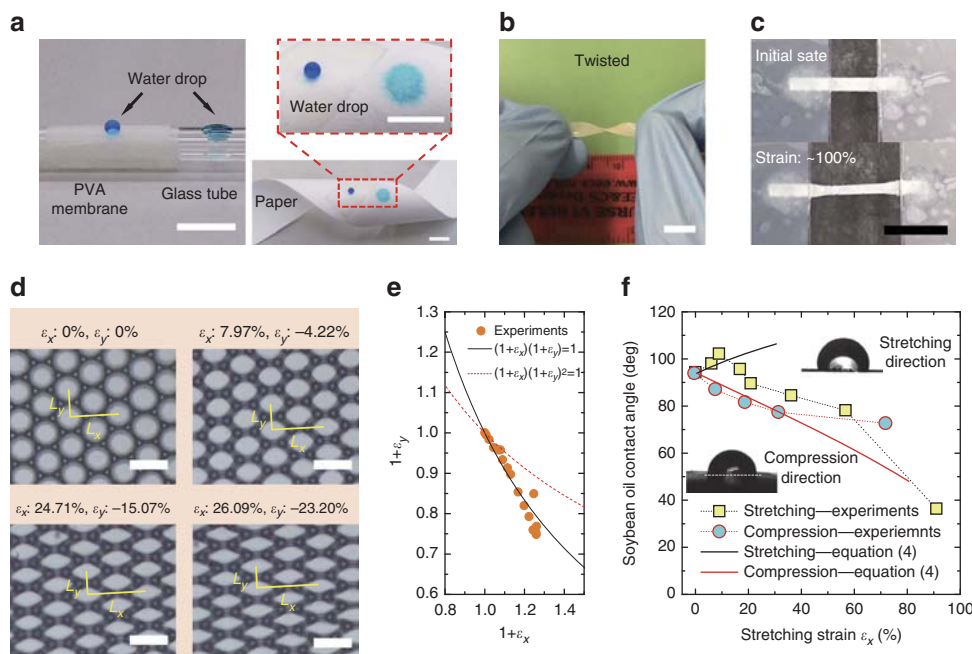 a
Water drop
PVA
membrane
Glass tube
Water drop
Paper
b
Twisted
c
Initial sate
Strain: ~100%
d
εx: 0%, εy: 0%
εx: 7.97%, εy: –4.22%
Ly
Lx
Ly
Lx
εx: 24.71%, εy: –15.07%
εx: 26.09%, εy: –23.20%
Ly
Lx
Ly
Lx
e
1.3
1.2
1.1
1.0
0.9
0.8
0.7
0.6
1+εy
Experiments
(1+εx)(1+εy)=1
(1+εx)(1+εy)²=1
0.8
1.0
1.2
1.4
1+εx
f
120
100
80
60
40
20
0
Soybean oil contact angle (deg)
Stretching
direction
Compression
direction
Stretching—experiments
Compression—experiemnts
Stretching—equation (4)
Compression—equation (4)
0
20
40
60
80
100
Stretching strain εx (%)